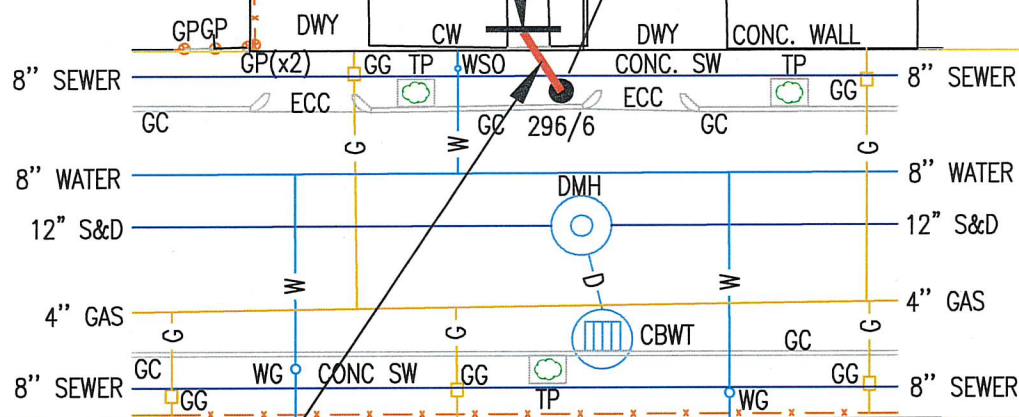 GP GP
DWY
CW
DWY
CONC. WALL
GP(x2)
GG
TP
WSO
CONC. SW
TP
8" SEWER
8" SEWER
GG
ECC
ECC
GC
GC
296/6
GC
G
W
G
8" WATER
8" WATER
DMH
12" S&D
12" S&D
W
D
W
4" GAS
4" GAS
G
G
G
CBWT
GC
GC
WG
CONC SW
GG
GG
8" SEWER
8" SEWER
GG
TP
WG
x x x x x x x x x x x x